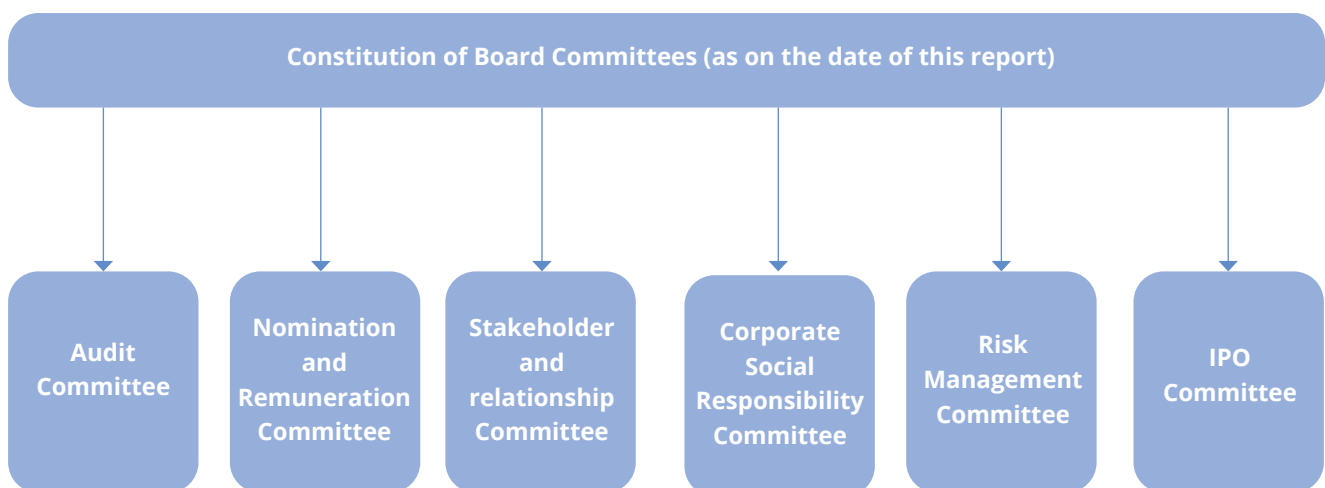 Constitution of Board Committees (as on the date of this report)
Audit
Committee
Nomination
and
Remuneration
Committee
Stakeholder
and
relationship
Committee
Corporate
Social
Responsibility
Committee
Risk
Management
Committee
IPO
Committee